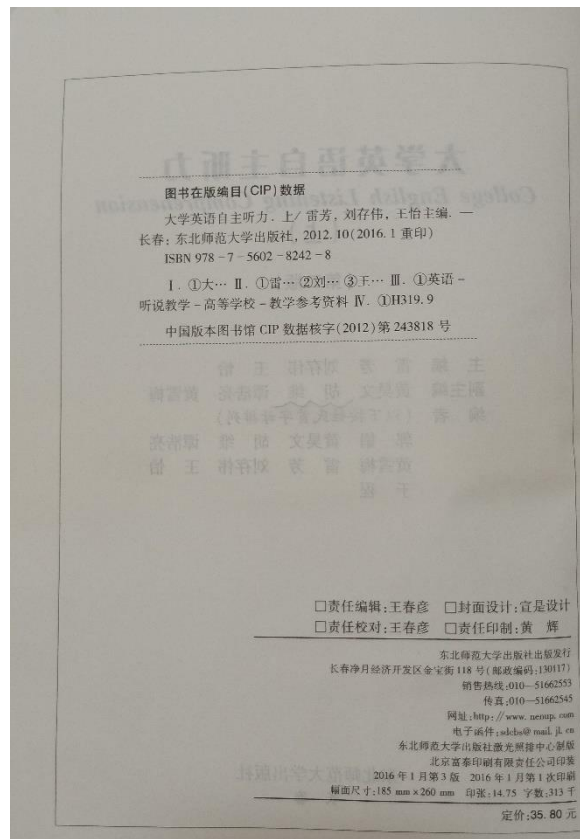 图书在版编目(CIP)数据
大学英语自主听力.上/雷芳,刘存伟,王怡主编.—
长春:东北师范大学出版社,2012.10(2016.1重印)
ISBN 978-7-5602-8242-8
Ⅰ.①大… Ⅱ.①雷…②刘…③王… Ⅲ.①英语-
听说教学-高等学校-教学参考资料 Ⅳ.①H319.9
中国版本图书馆CIP数据核字(2012)第243818号
□责任编辑:王春彦 □封面设计:宣是设计
□责任校对:王春彦 □责任印制:黄 辉
东北师范大学出版社出版发行
长春净月经济开发区金宝街118号(邮政编码:130117)
销售热线:010—51662553
传真:010—51662545
网址:http://www.nenup.com
电子函件:sdcbs@mail.jl.cn
东北师范大学出版社激光照排中心制版
北京富泰印刷有限责任公司印装
2016年1月第3版 2016年1月第1次印刷
幅面尺寸:185 mm×260 mm 印张:14.75 字数:313千
定价:35.80元